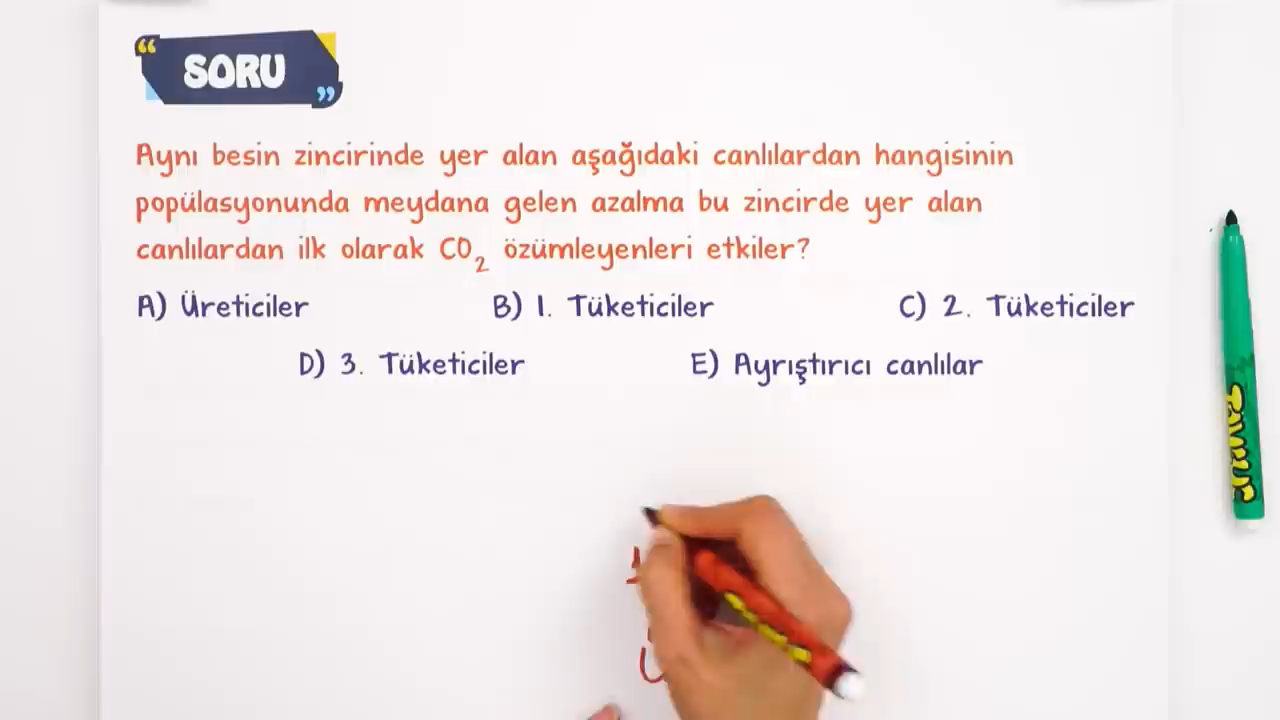 SORU
Aynı besin zincirinde yer alan aşağıdaki canlılardan hangisinin
popülasyonunda meydana gelen azalma bu zincirde yer alan
canlılardan ilk olarak CO₂ özümleyenleri etkiler?
A) Üreticiler B) 1. Tüketiciler C) 2. Tüketiciler
D) 3. Tüketiciler E) Ayrıştırıcı canlılar